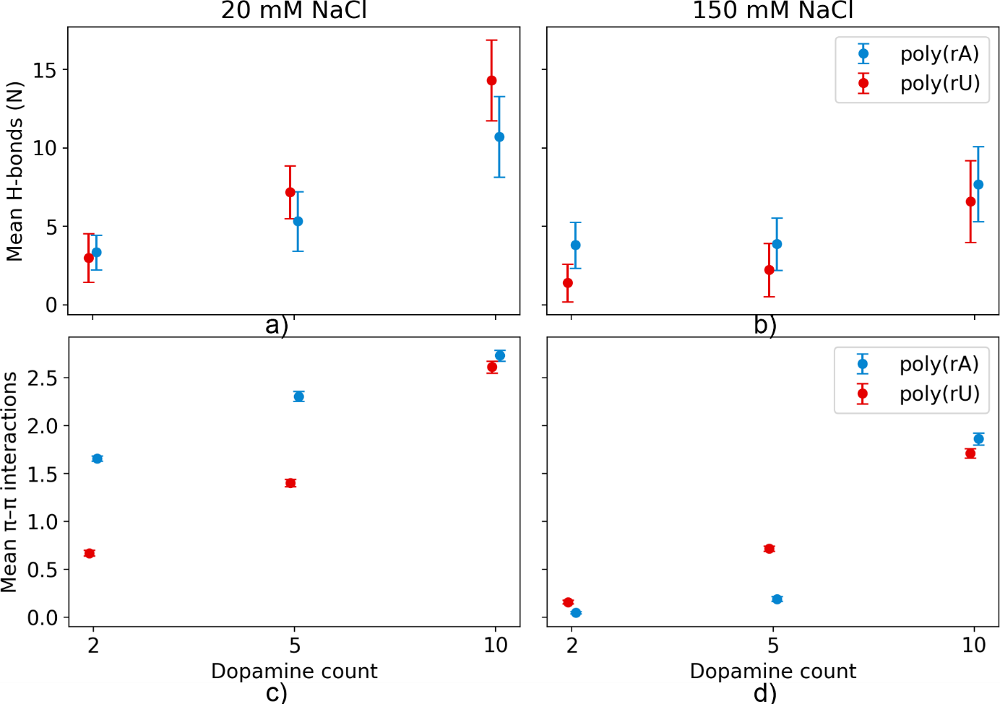 20 mM NaCl
150 mM NaCl
Mean H-bonds (N)
15
10
5
0
poly(rA)
poly(rU)
a)
b)
Mean π–π interactions
2.5
2.0
1.5
1.0
0.5
0.0
poly(rA)
poly(rU)
2 5 10
2 5 10
Dopamine count
Dopamine count
c)
d)